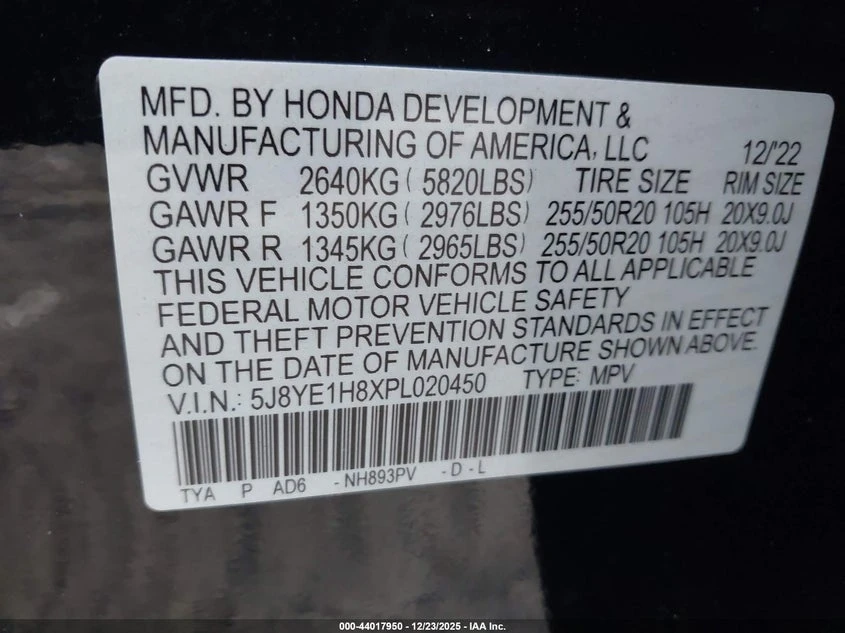 MFD. BY HONDA DEVELOPMENT &
MANUFACTURING OF AMERICA, LLC 12/'22
GVWR 2640KG ( 5820LBS) TIRE SIZE RIM SIZE
GAWR F 1350KG ( 2976LBS) 255/50R20 105H 20X9.0J
GAWR R 1345KG ( 2965LBS) 255/50R20 105H 20X9.0J
THIS VEHICLE CONFORMS TO ALL APPLICABLE
FEDERAL MOTOR VEHICLE SAFETY
AND THEFT PREVENTION STANDARDS IN EFFECT
ON THE DATE OF MANUFACTURE SHOWN ABOVE.
V.I.N.: 5J8YE1H8XPL020450 TYPE: MPV
TYA P AD6 -NH893PV -D-L
000-44017950 - 12/23/2025 - IAA Inc.